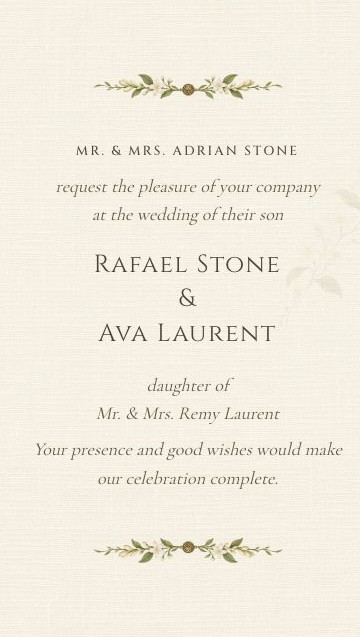 MR. & MRS. ADRIAN STONE
request the pleasure of your company
at the wedding of their son
RAFAEL STONE
&
AVA LAURENT
daughter of
Mr. & Mrs. Remy Laurent
Your presence and good wishes would make
our celebration complete.